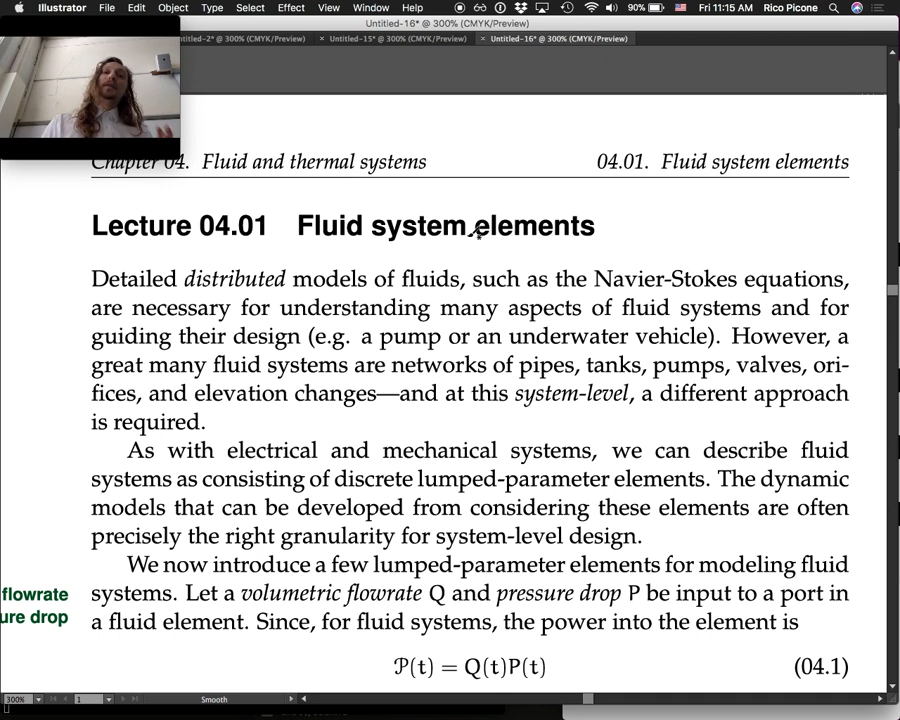 Illustrator File Edit Object Type Select Effect View Window Help 90% Fri 11:15 AM Rico Picone
Untitled-16* @ 300% (CMYK/Preview)
ntitled-2* @ 300% (CMYK/Preview) × Untitled-15* @ 300% (CMYK/Preview) × Untitled-16* @ 300% (CMYK/Preview)
Chapter 04. Fluid and thermal systems 04.01. Fluid system elements
Lecture 04.01 Fluid system elements
Detailed distributed models of fluids, such as the Navier-Stokes equations,
are necessary for understanding many aspects of fluid systems and for
guiding their design (e.g. a pump or an underwater vehicle). However, a
great many fluid systems are networks of pipes, tanks, pumps, valves, ori-
fices, and elevation changes—and at this system-level, a different approach
is required.
As with electrical and mechanical systems, we can describe fluid
systems as consisting of discrete lumped-parameter elements. The dynamic
models that can be developed from considering these elements are often
precisely the right granularity for system-level design.
We now introduce a few lumped-parameter elements for modeling fluid
flowrate systems. Let a volumetric flowrate Q and pressure drop P be input to a port in
ure drop a fluid element. Since, for fluid systems, the power into the element is
𝒫(t) = Q(t)P(t) (04.1)
300% 1 Smooth